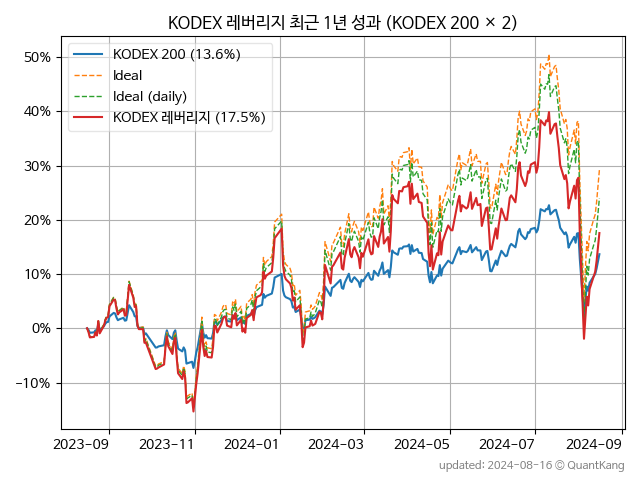 KODEX 레버리지 최근 1년 성과 (KODEX 200 × 2)
KODEX 200 (13.6%)
Ideal
Ideal (daily)
KODEX 레버리지 (17.5%)
50%
40%
30%
20%
10%
0%
−10%
2023-09 2023-11 2024-01 2024-03 2024-05 2024-07 2024-09
updated: 2024-08-16 © QuantKang